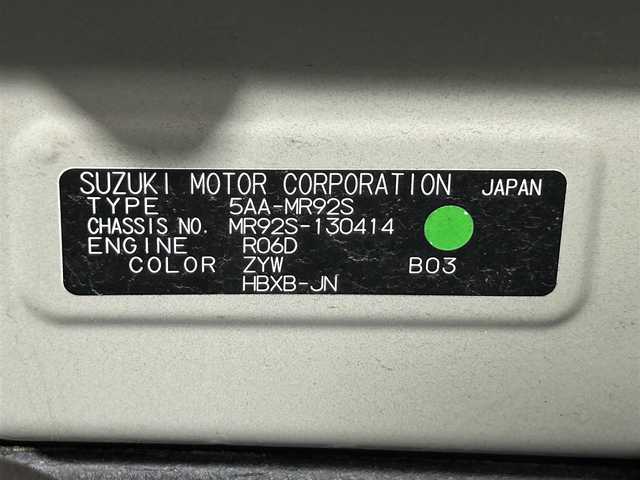 SUZUKI MOTOR CORPORATION JAPAN
TYPE 5AA-MR92S
CHASSIS NO. MR92S-130414
ENGINE R06D
COLOR ZYW B03
HBXB-JN